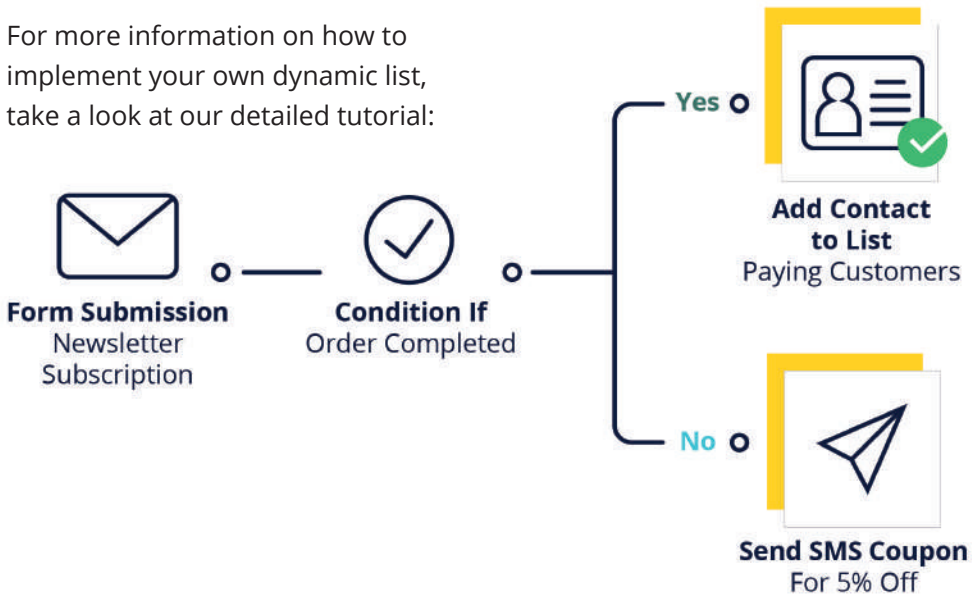 For more information on how to
implement your own dynamic list,
take a look at our detailed tutorial:
Form Submission
Newsletter
Subscription
Condition If
Order Completed
Yes
Add Contact
to List
Paying Customers
No
Send SMS Coupon
For 5% Off